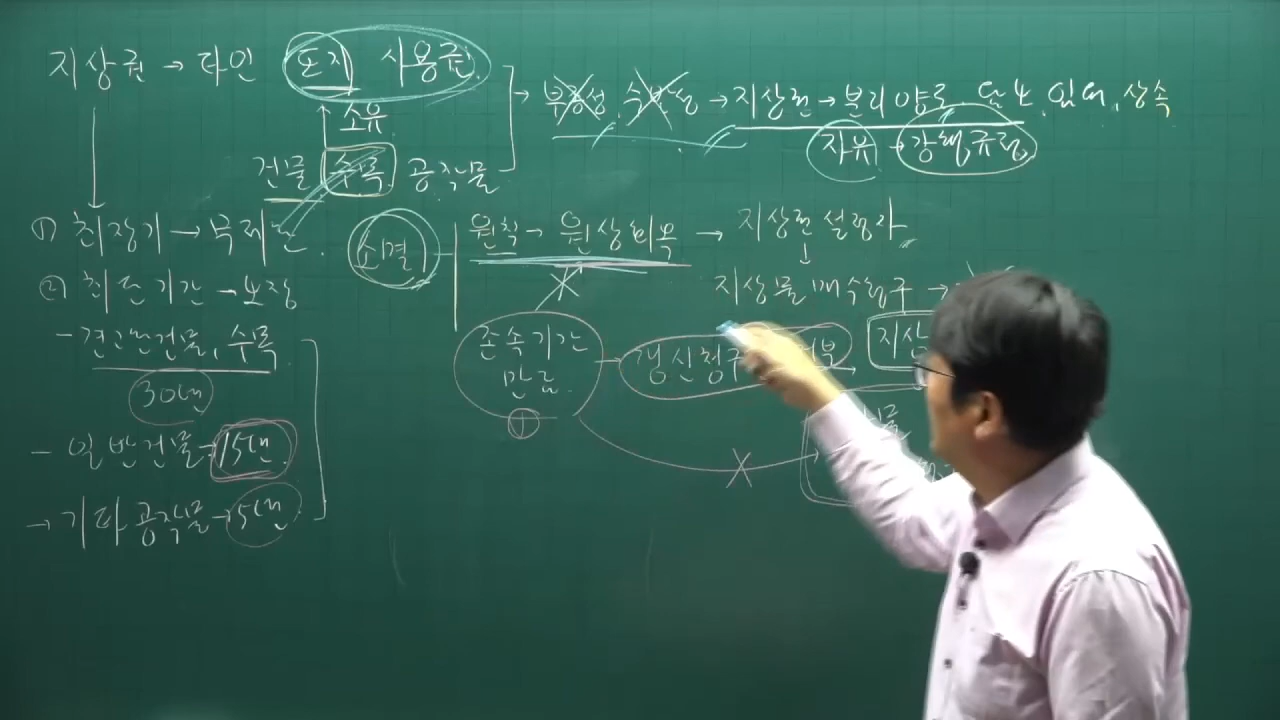 지상권 → 타인 토지 사용권
소유
건물 수목 공작물
→ 부종성 수반성 → 지상권 → 분리 양도, 담보, 임대, 상속
자유 → 강행규정
① 최장기 → 무제한
② 최단기간 → 보장
- 견고한 건물, 수목
30년
- 일반건물 → 15년
→ 기타 공작물 → 5년
소멸
원칙 → 원상회복 → 지상권 설정자
↓
지상물매수청구 →
존속기간 만료
①
갱신청구
지상